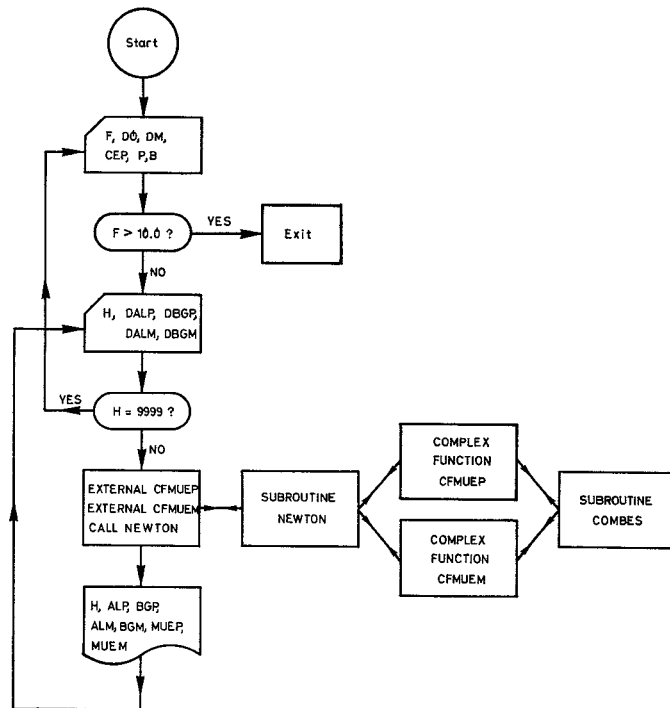 Start
F, DØ, DM,
CEP, P,B
F > 10.0 ?
YES
Exit
NO
H, DALP, DBGP,
DALM, DBGM
YES
H = 9999 ?
NO
EXTERNAL CFMUEP
EXTERNAL CFMUEM
CALL NEWTON
SUBROUTINE
NEWTON
COMPLEX
FUNCTION
CFMUEP
COMPLEX
FUNCTION
CFMUEM
SUBROUTINE
COMBES
H, ALP, BGP,
ALM, BGM, MUEP,
MUEM